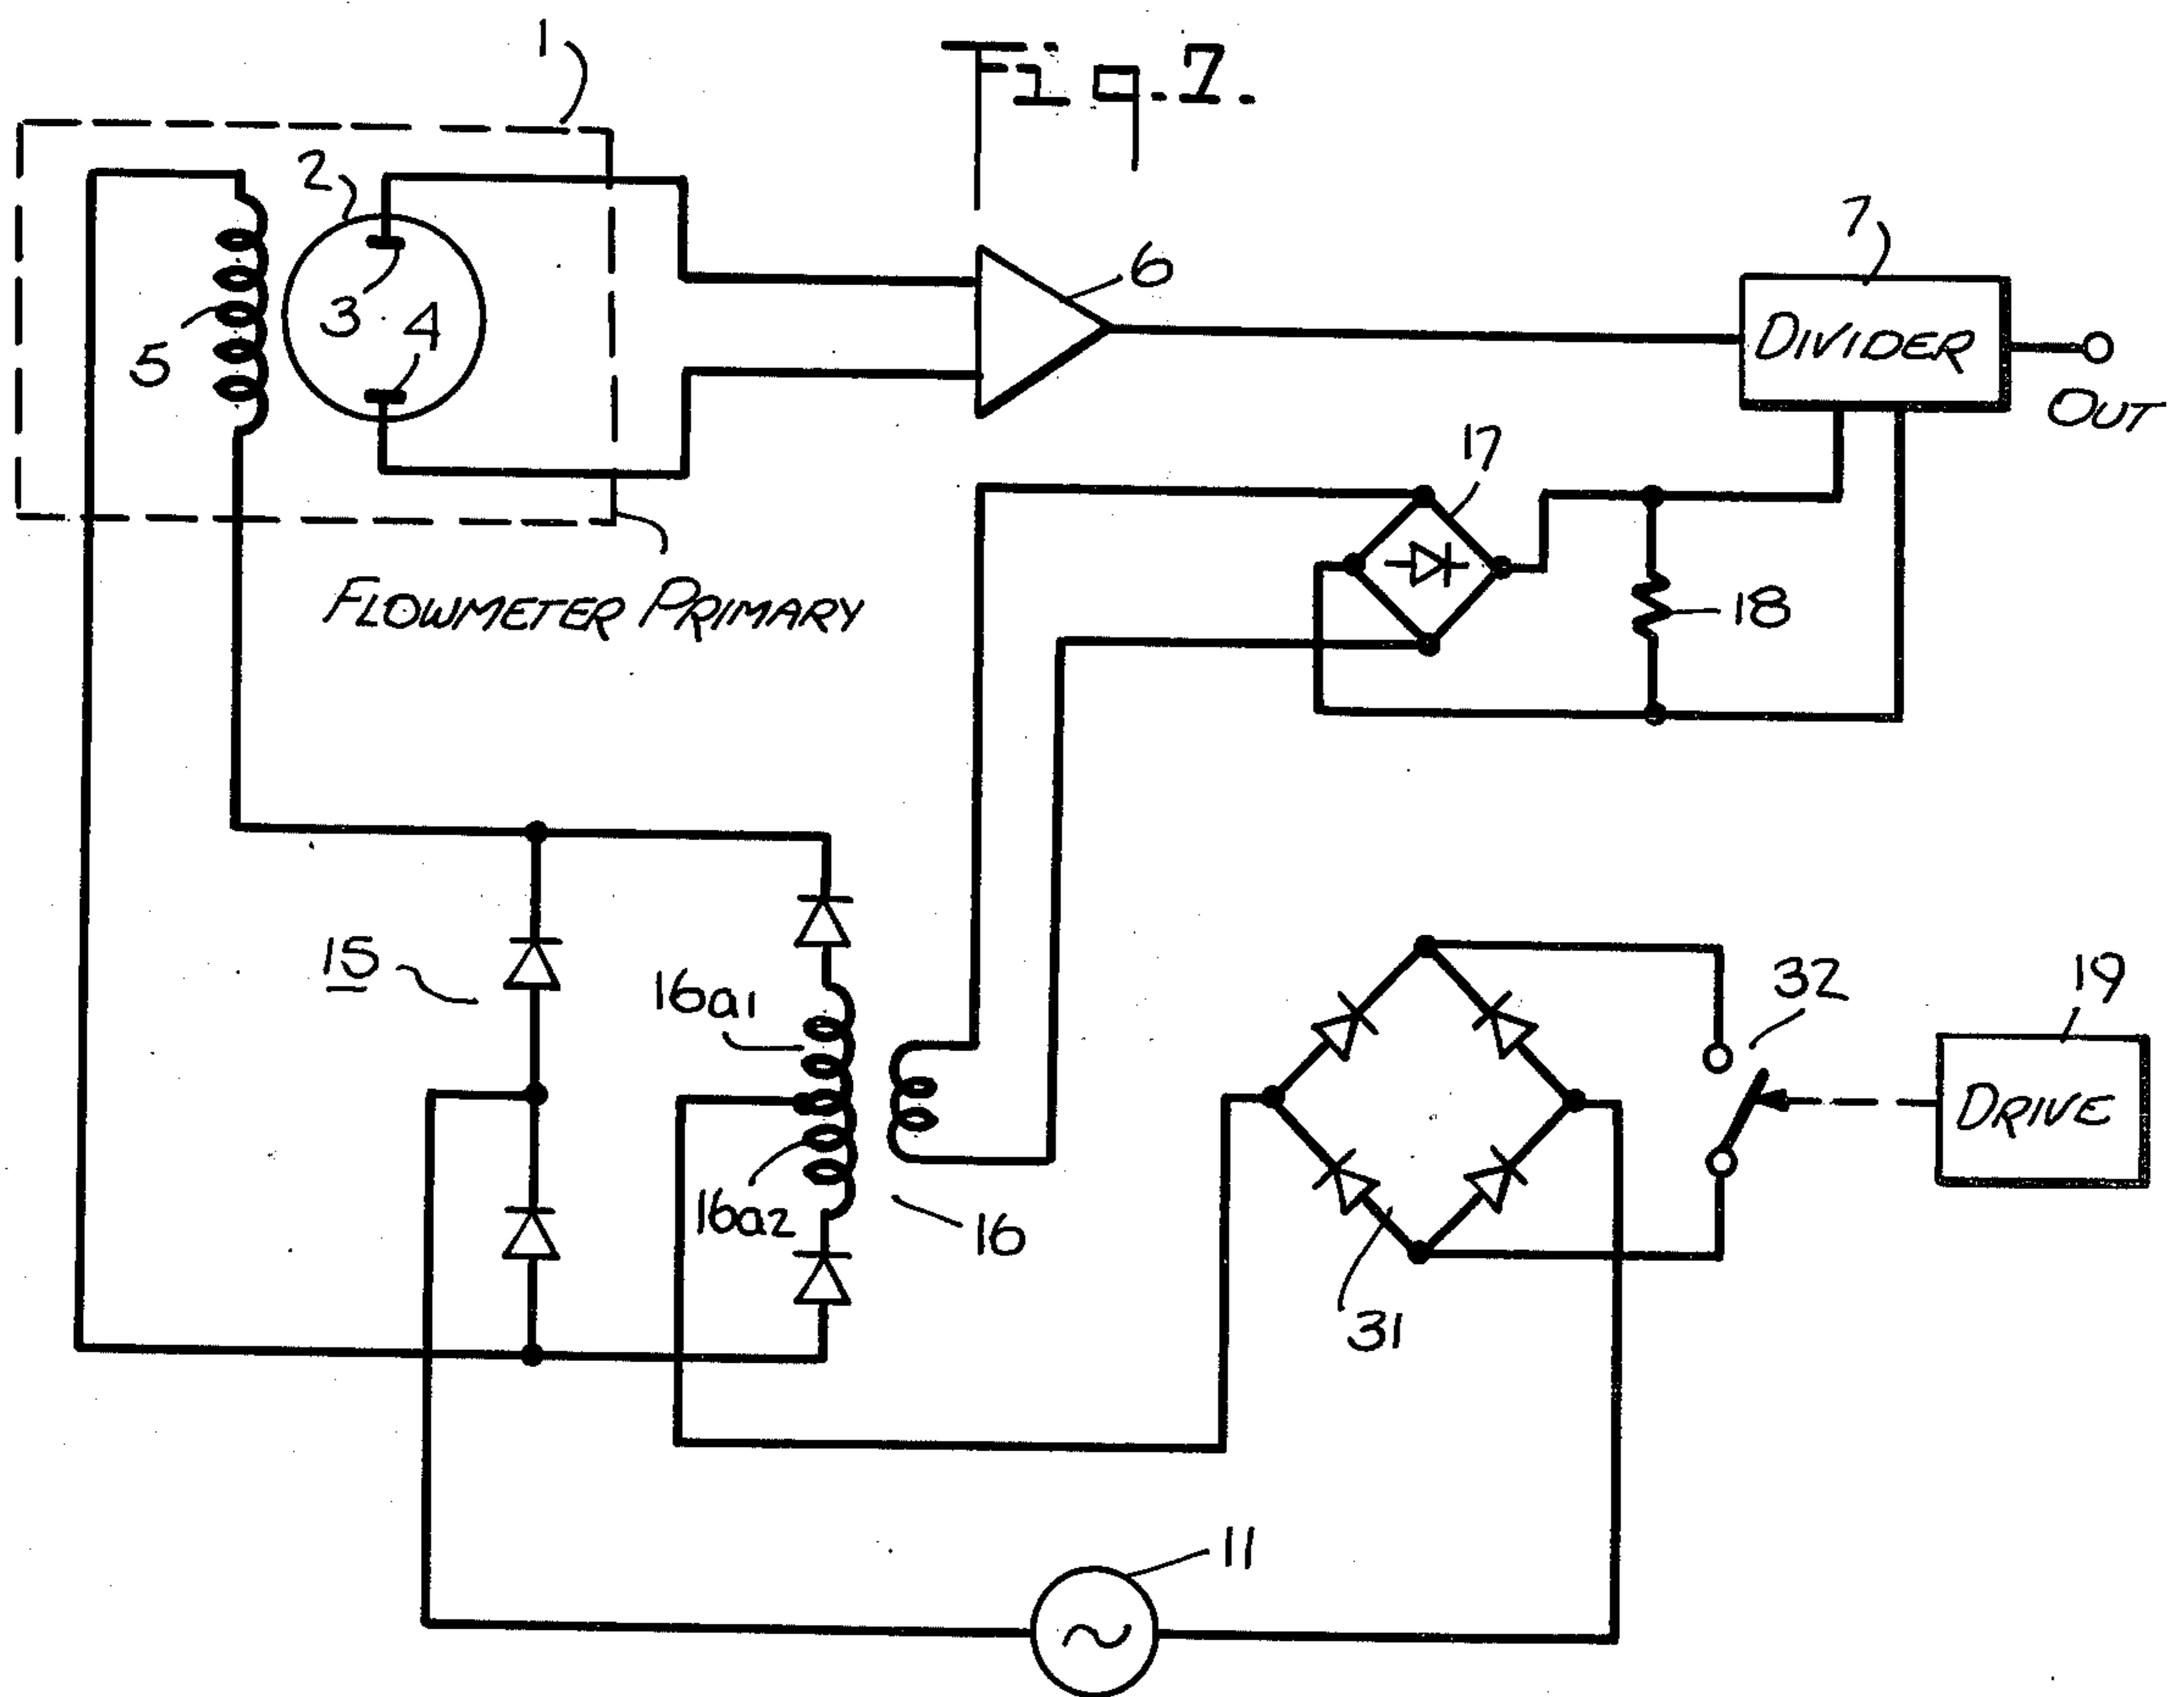 Fig. 7.
1
2
3
4
5
6
7
DIVIDER
OUT
17
18
FLOWMETER PRIMARY
15
16a1
16a2
16
31
32
19
DRIVE
11